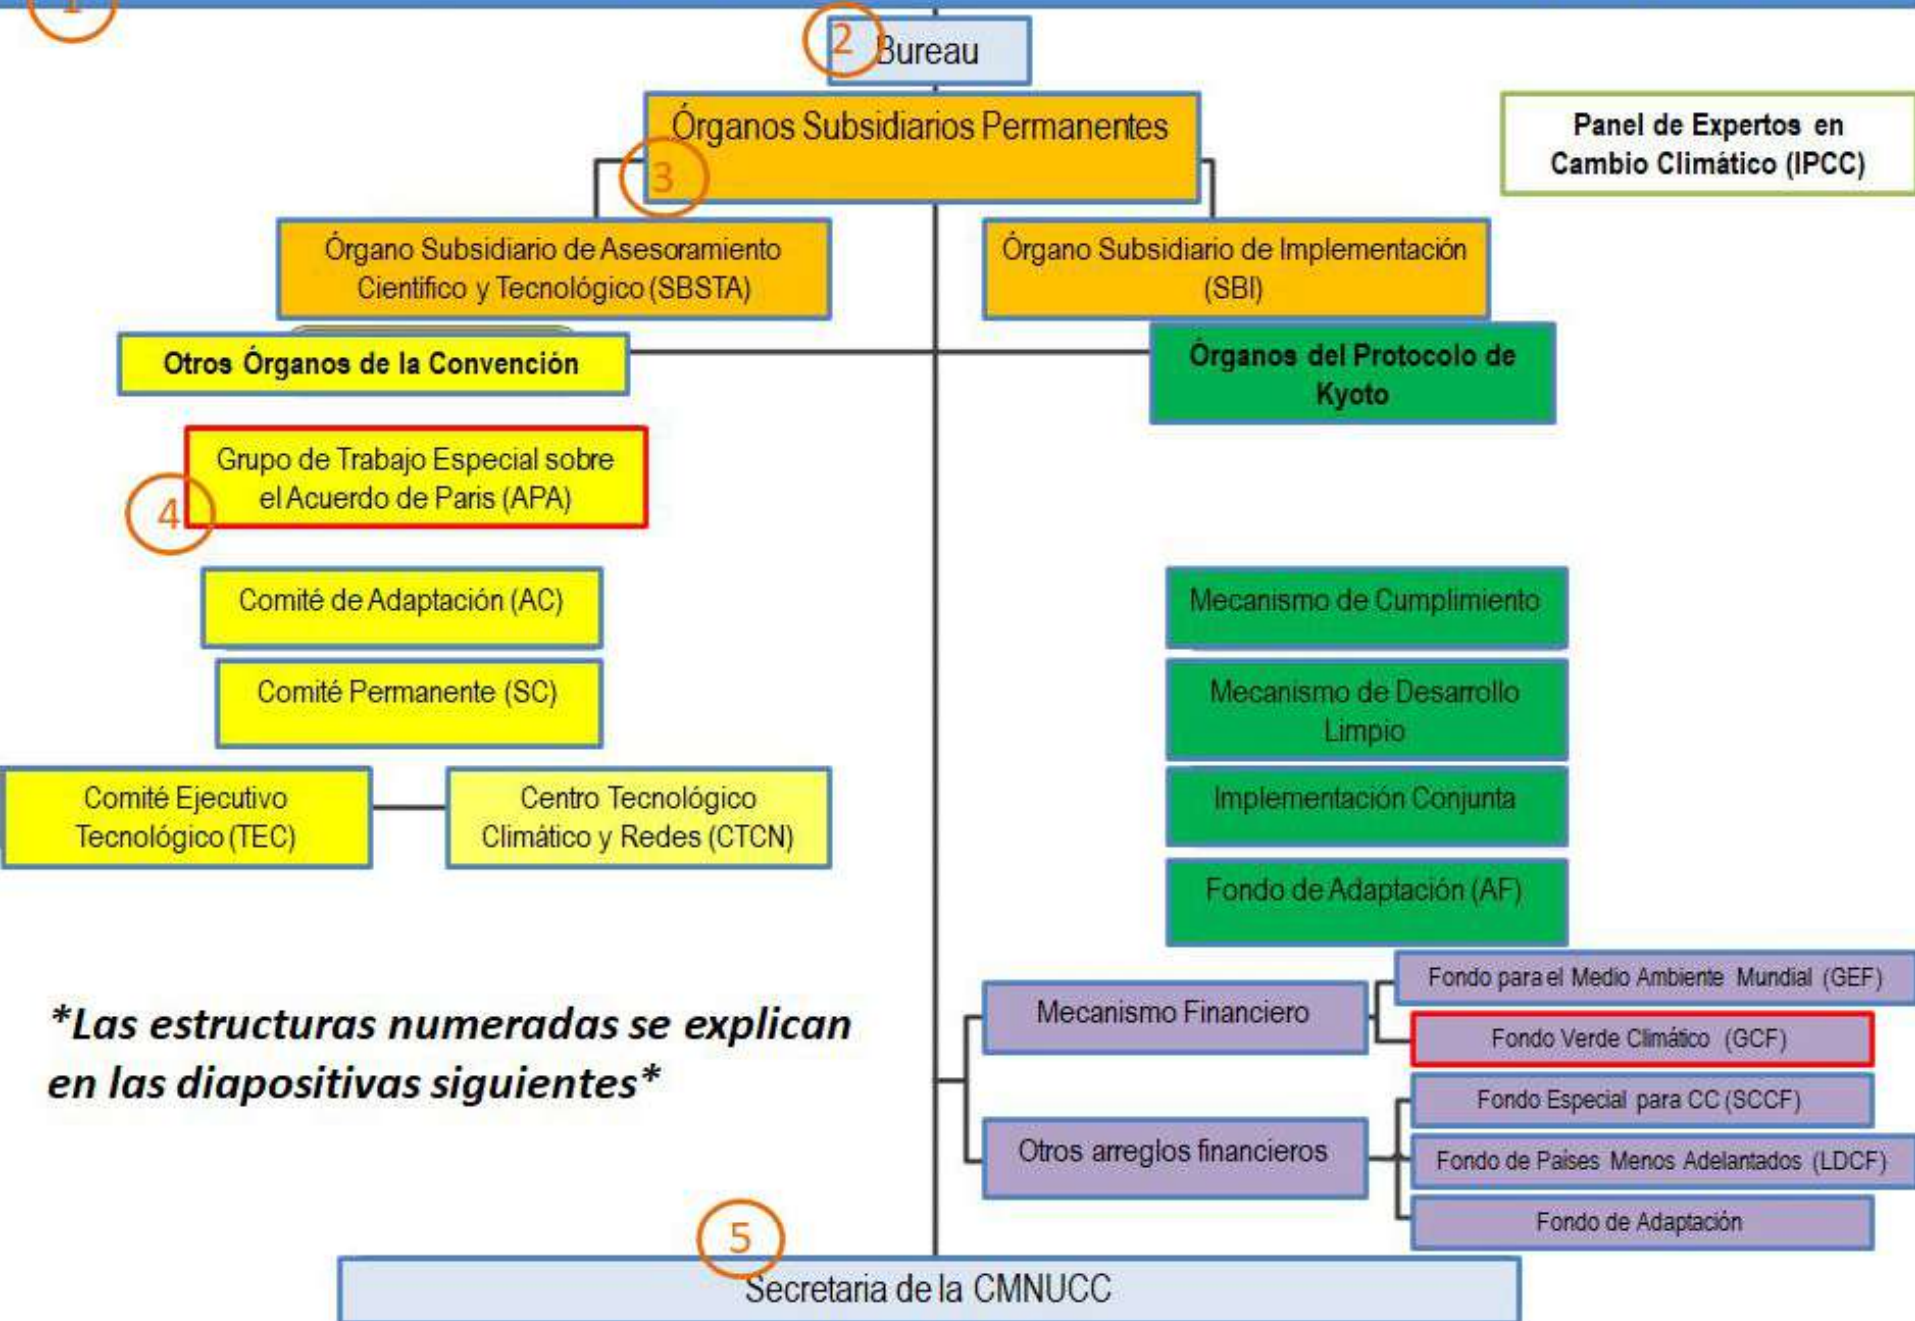 1
2
Bureau
Órganos Subsidiarios Permanentes
3
Panel de Expertos en
Cambio Climático (IPCC)
Órgano Subsidiario de Asesoramiento
Científico y Tecnológico (SBSTA)
Órgano Subsidiario de Implementación
(SBI)
Otros Órganos de la Convención
Órganos del Protocolo de
Kyoto
Grupo de Trabajo Especial sobre
el Acuerdo de Paris (APA)
4
Comité de Adaptación (AC)
Comité Permanente (SC)
Comité Ejecutivo
Tecnológico (TEC)
Centro Tecnológico
Climático y Redes (CTCN)
Mecanismo de Cumplimiento
Mecanismo de Desarrollo
Limpio
Implementación Conjunta
Fondo de Adaptación (AF)
*Las estructuras numeradas se explican
en las diapositivas siguientes*
Mecanismo Financiero
Fondo para el Medio Ambiente Mundial (GEF)
Fondo Verde Climático (GCF)
Otros arreglos financieros
Fondo Especial para CC (SCCF)
Fondo de Países Menos Adelantados (LDCF)
Fondo de Adaptación
5
Secretaria de la CMNUCC